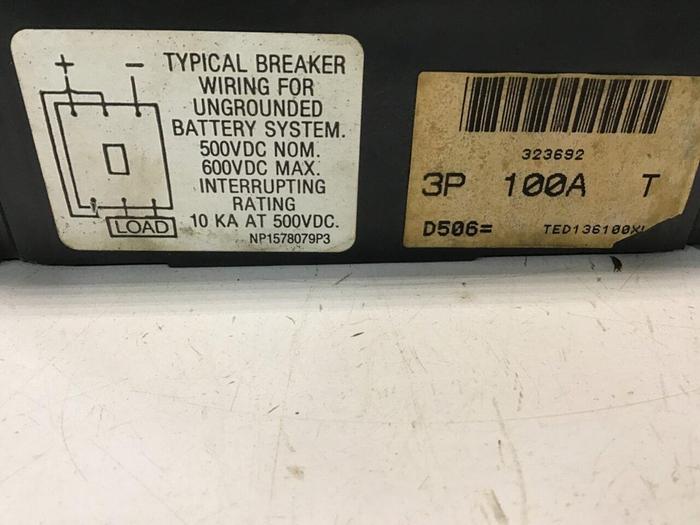 + −
TYPICAL BREAKER
WIRING FOR
UNGROUNDED
BATTERY SYSTEM.
500VDC NOM.
600VDC MAX.
INTERRUPTING
RATING
10 KA AT 500VDC.
LOAD
NP1578079P3
323692
3P 100A T
D506=